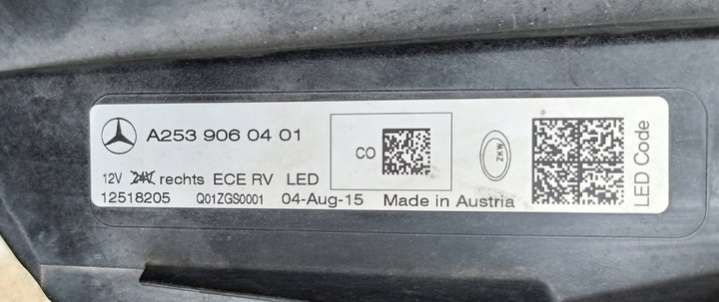 A253 906 04 01
CO
ZKW
12V 24V rechts ECE RV LED
12518205 Q01ZGS0001 04-Aug-15 Made in Austria
LED Code